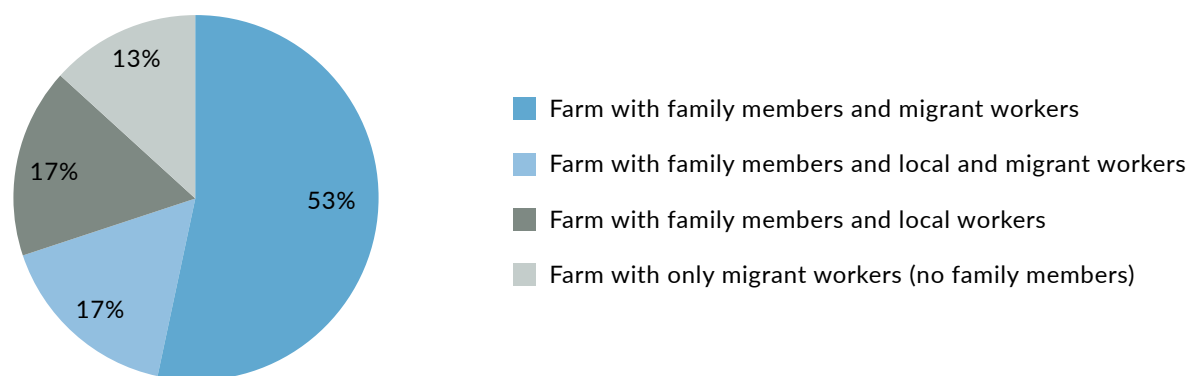 13%
Farm with family members and migrant workers
Farm with family members and local and migrant workers
17%
53%
Farm with family members and local workers
Farm with only migrant workers (no family members)
17%